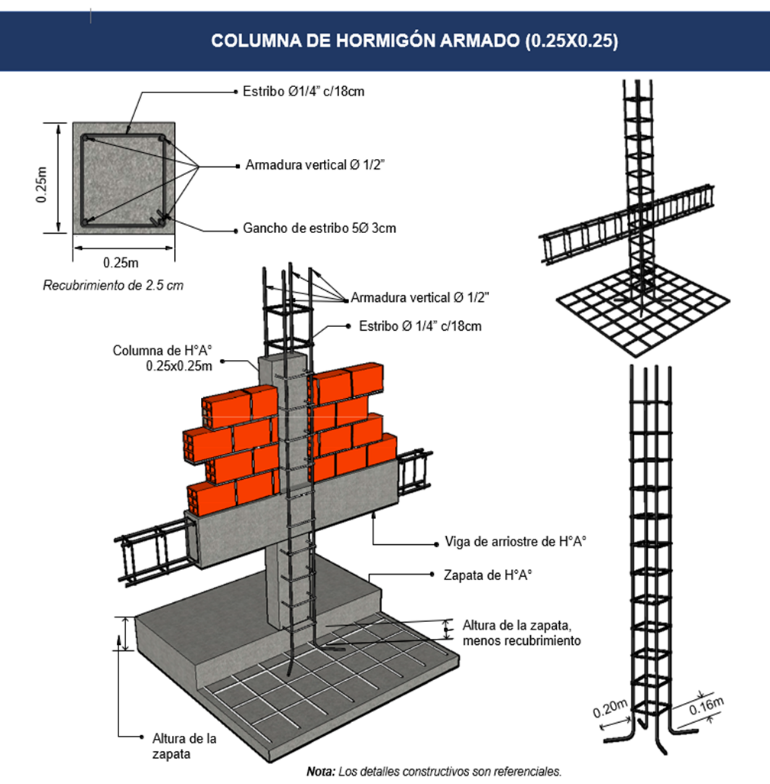 COLUMNA DE HORMIGÓN ARMADO (0.25X0.25)
Estribo Ø1/4" c/18cm
Armadura vertical Ø 1/2"
Gancho de estribo 5Ø 3cm
0.25m
0.25m
Recubrimiento de 2.5 cm
Armadura vertical Ø 1/2"
Estribo Ø 1/4" c/18cm
Columna de H°A°
0.25x0.25m
Viga de arriostre de H°A°
Zapata de H°A°
Altura de la zapata,
menos recubrimiento
0.20m
0.16m
Altura de la
zapata
Nota: Los detalles constructivos son referenciales.